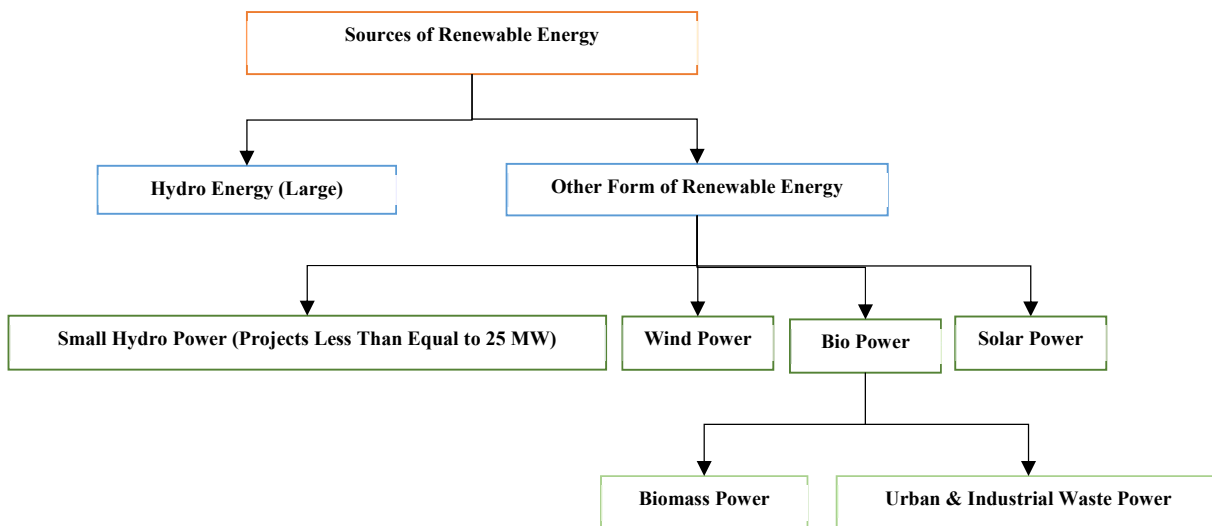 Sources of Renewable Energy
Hydro Energy (Large)
Other Form of Renewable Energy
Small Hydro Power (Projects Less Than Equal to 25 MW)
Wind Power
Bio Power
Solar Power
Biomass Power
Urban & Industrial Waste Power